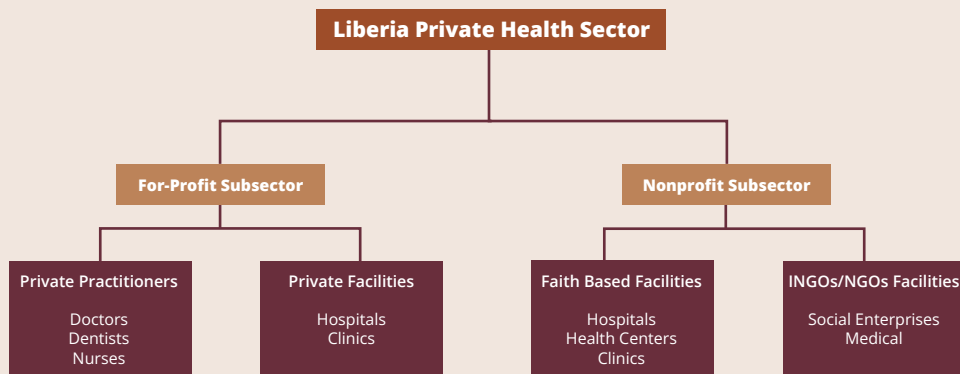 Liberia Private Health Sector
For-Profit Subsector
Nonprofit Subsector
Private Practitioners
Doctors
Dentists
Nurses
Private Facilities
Hospitals
Clinics
Faith Based Facilities
Hospitals
Health Centers
Clinics
INGOs/NGOs Facilities
Social Enterprises
Medical